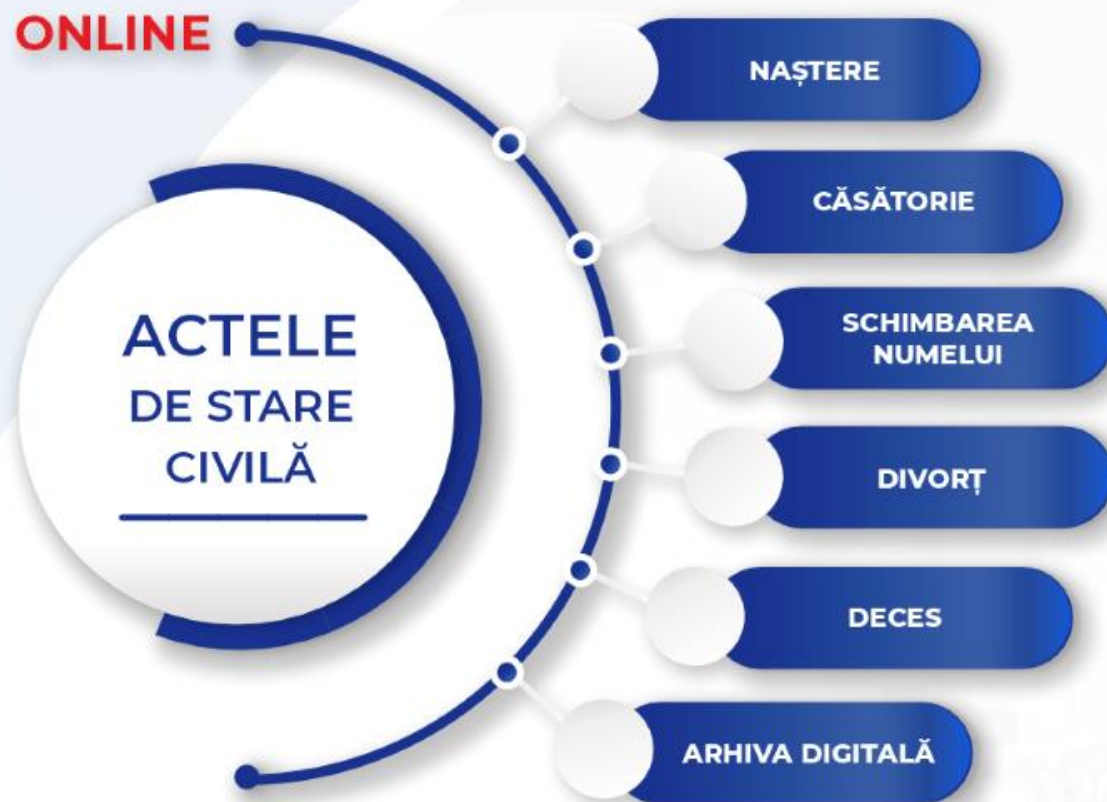 ONLINE
ACTELE
DE STARE
CIVILĂ
NAȘTERE
CĂSĂTORIE
SCHIMBAREA
NUMELUI
DIVORȚ
DECES
ARHIVA DIGITALĂ